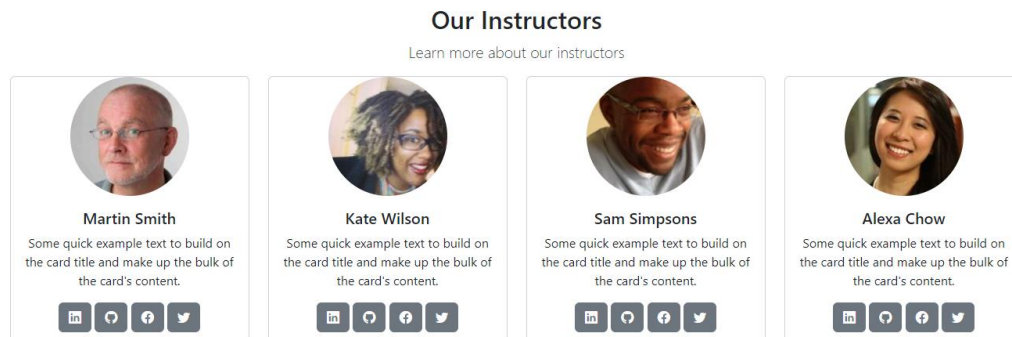 Our Instructors
Learn more about our instructors
Martin Smith
Some quick example text to build on
the card title and make up the bulk of
the card's content.
Kate Wilson
Some quick example text to build on
the card title and make up the bulk of
the card's content.
Sam Simpsons
Some quick example text to build on
the card title and make up the bulk of
the card's content.
Alexa Chow
Some quick example text to build on
the card title and make up the bulk of
the card's content.